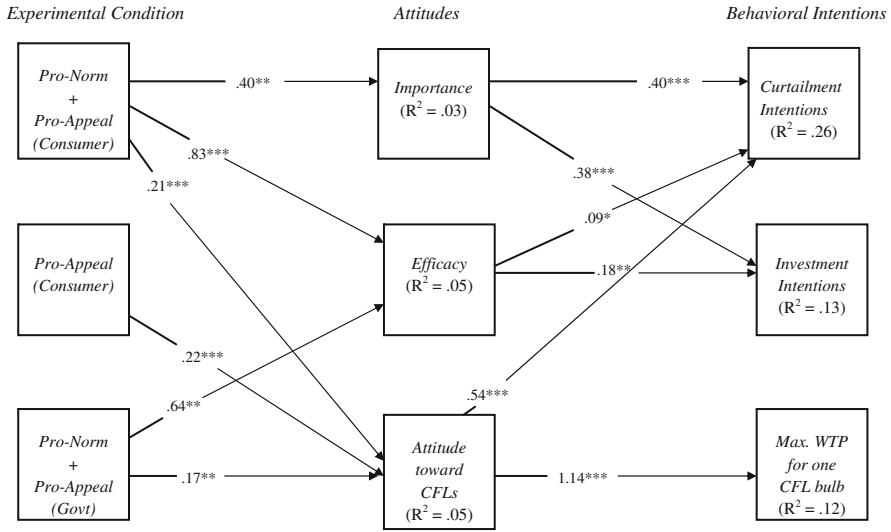 Experimental Condition
Attitudes
Behavioral Intentions
Pro-Norm
+
Pro-Appeal
(Consumer)
.40**
Importance
(R² = .03)
.40***
Curtailment
Intentions
(R² = .26)
.83***
.21***
.38***
.09*
Pro-Appeal
(Consumer)
Efficacy
(R² = .05)
.18**
Investment
Intentions
(R² = .13)
.22***
.64**
.54***
Pro-Norm
+
Pro-Appeal
(Govt)
.17**
Attitude
toward
CFLs
(R² = .05)
1.14***
Max. WTP
for one
CFL bulb
(R² = .12)